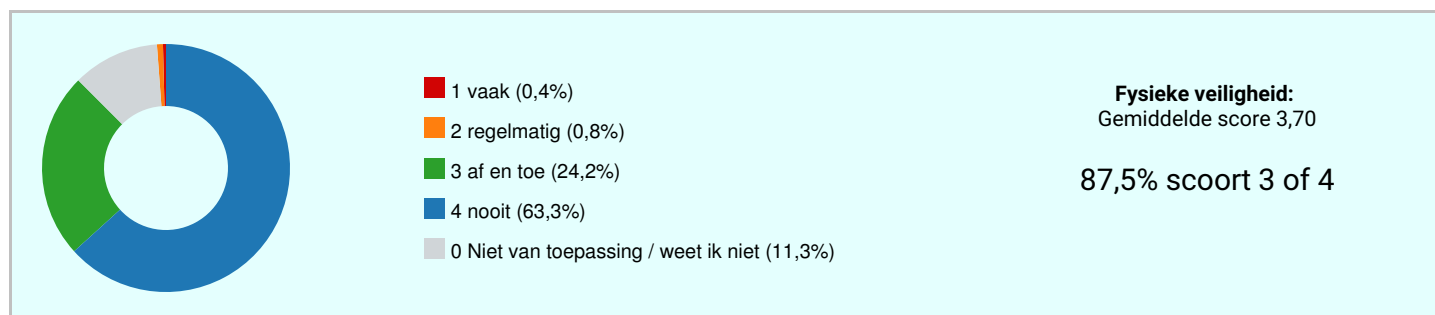 1 vaak (0,4%)
2 regelmatig (0,8%)
3 af en toe (24,2%)
4 nooit (63,3%)
0 Niet van toepassing / weet ik niet (11,3%)
Fysieke veiligheid:
Gemiddelde score 3,70
87,5% scoort 3 of 4